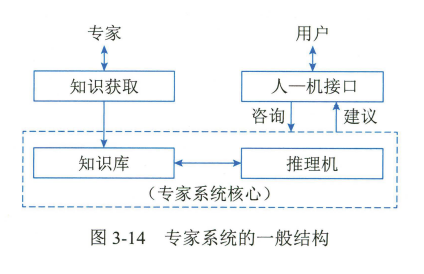 专家 用户
知识获取 人—机接口
咨询 建议
知识库 推理机
（专家系统核心）
图 3-14 专家系统的一般结构